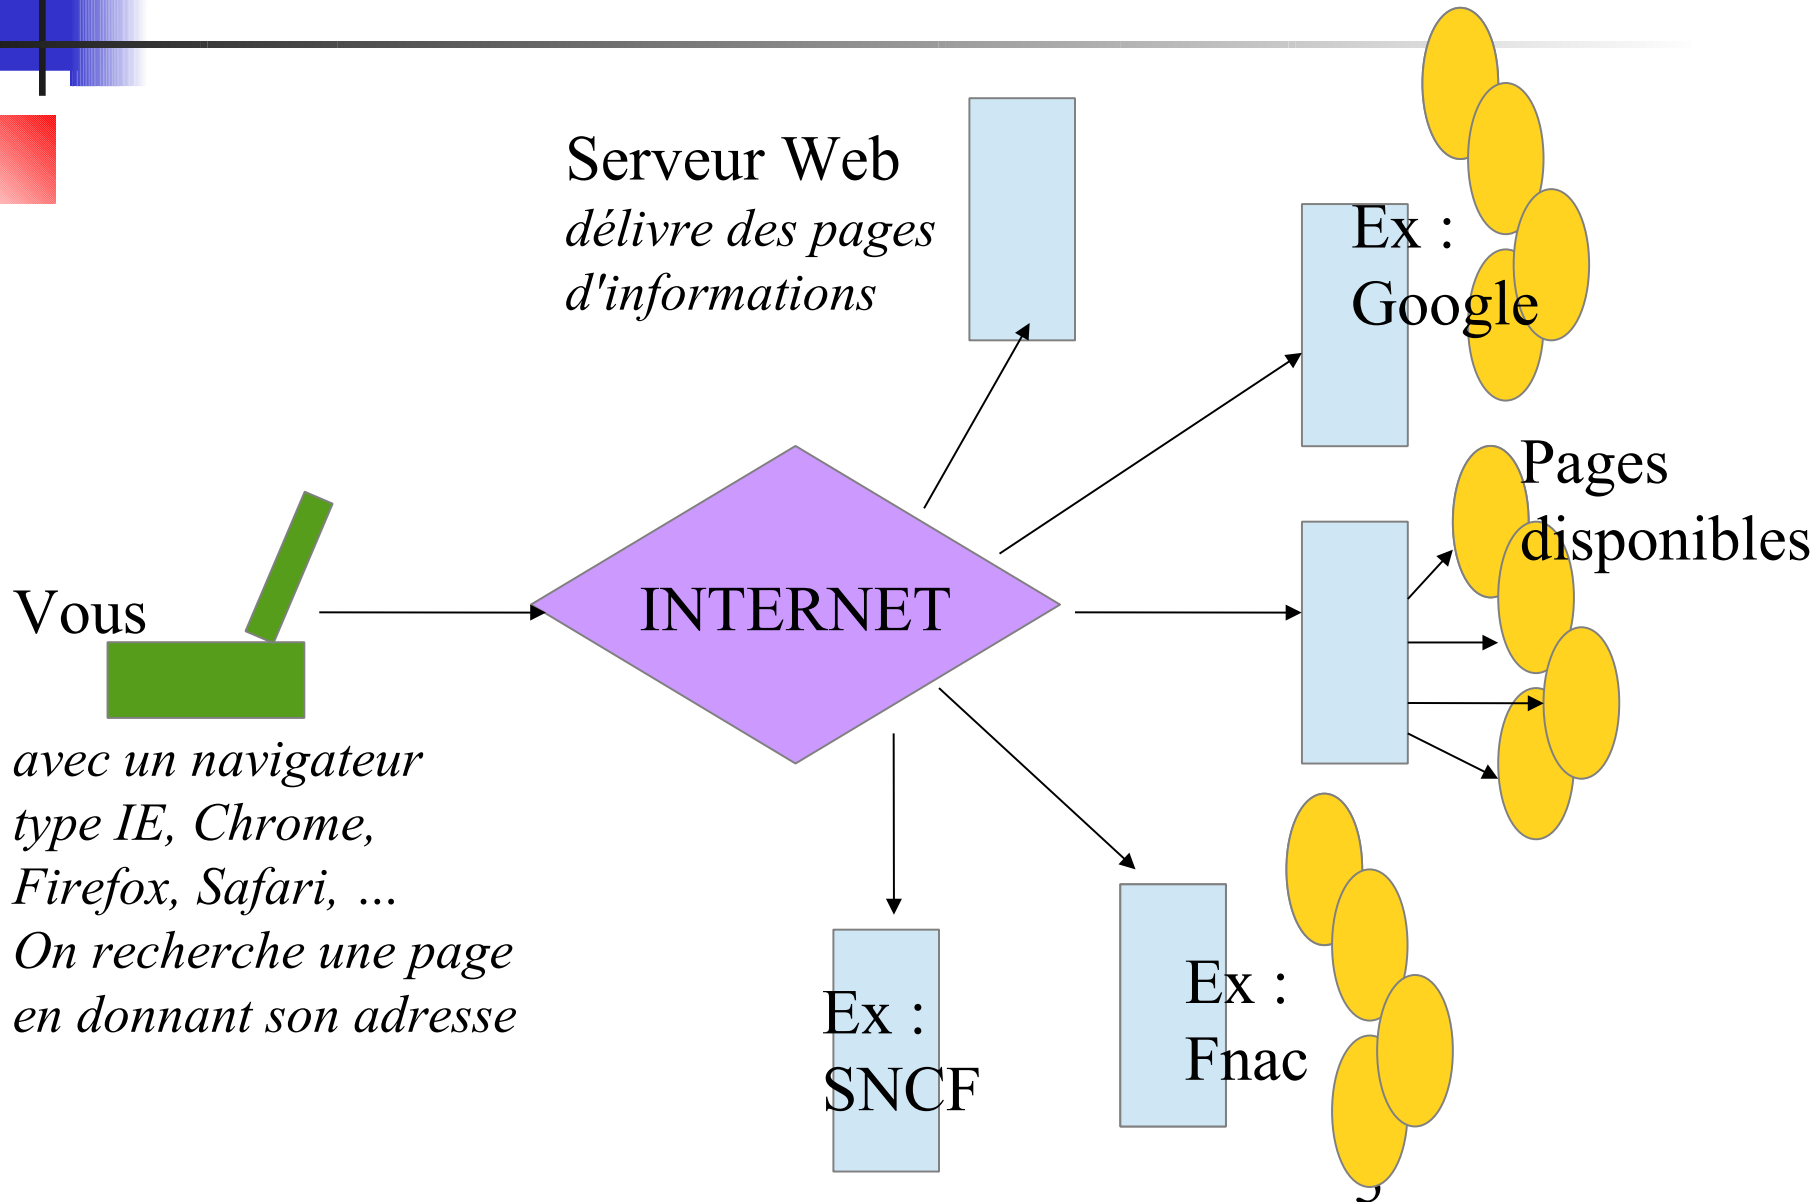 Serveur Web
délivre des pages
d'informations
Ex :
Google
Pages
disponibles
Vous
INTERNET
avec un navigateur
type IE, Chrome,
Firefox, Safari, ...
On recherche une page
en donnant son adresse
Ex :
SNCF
Ex :
Fnac